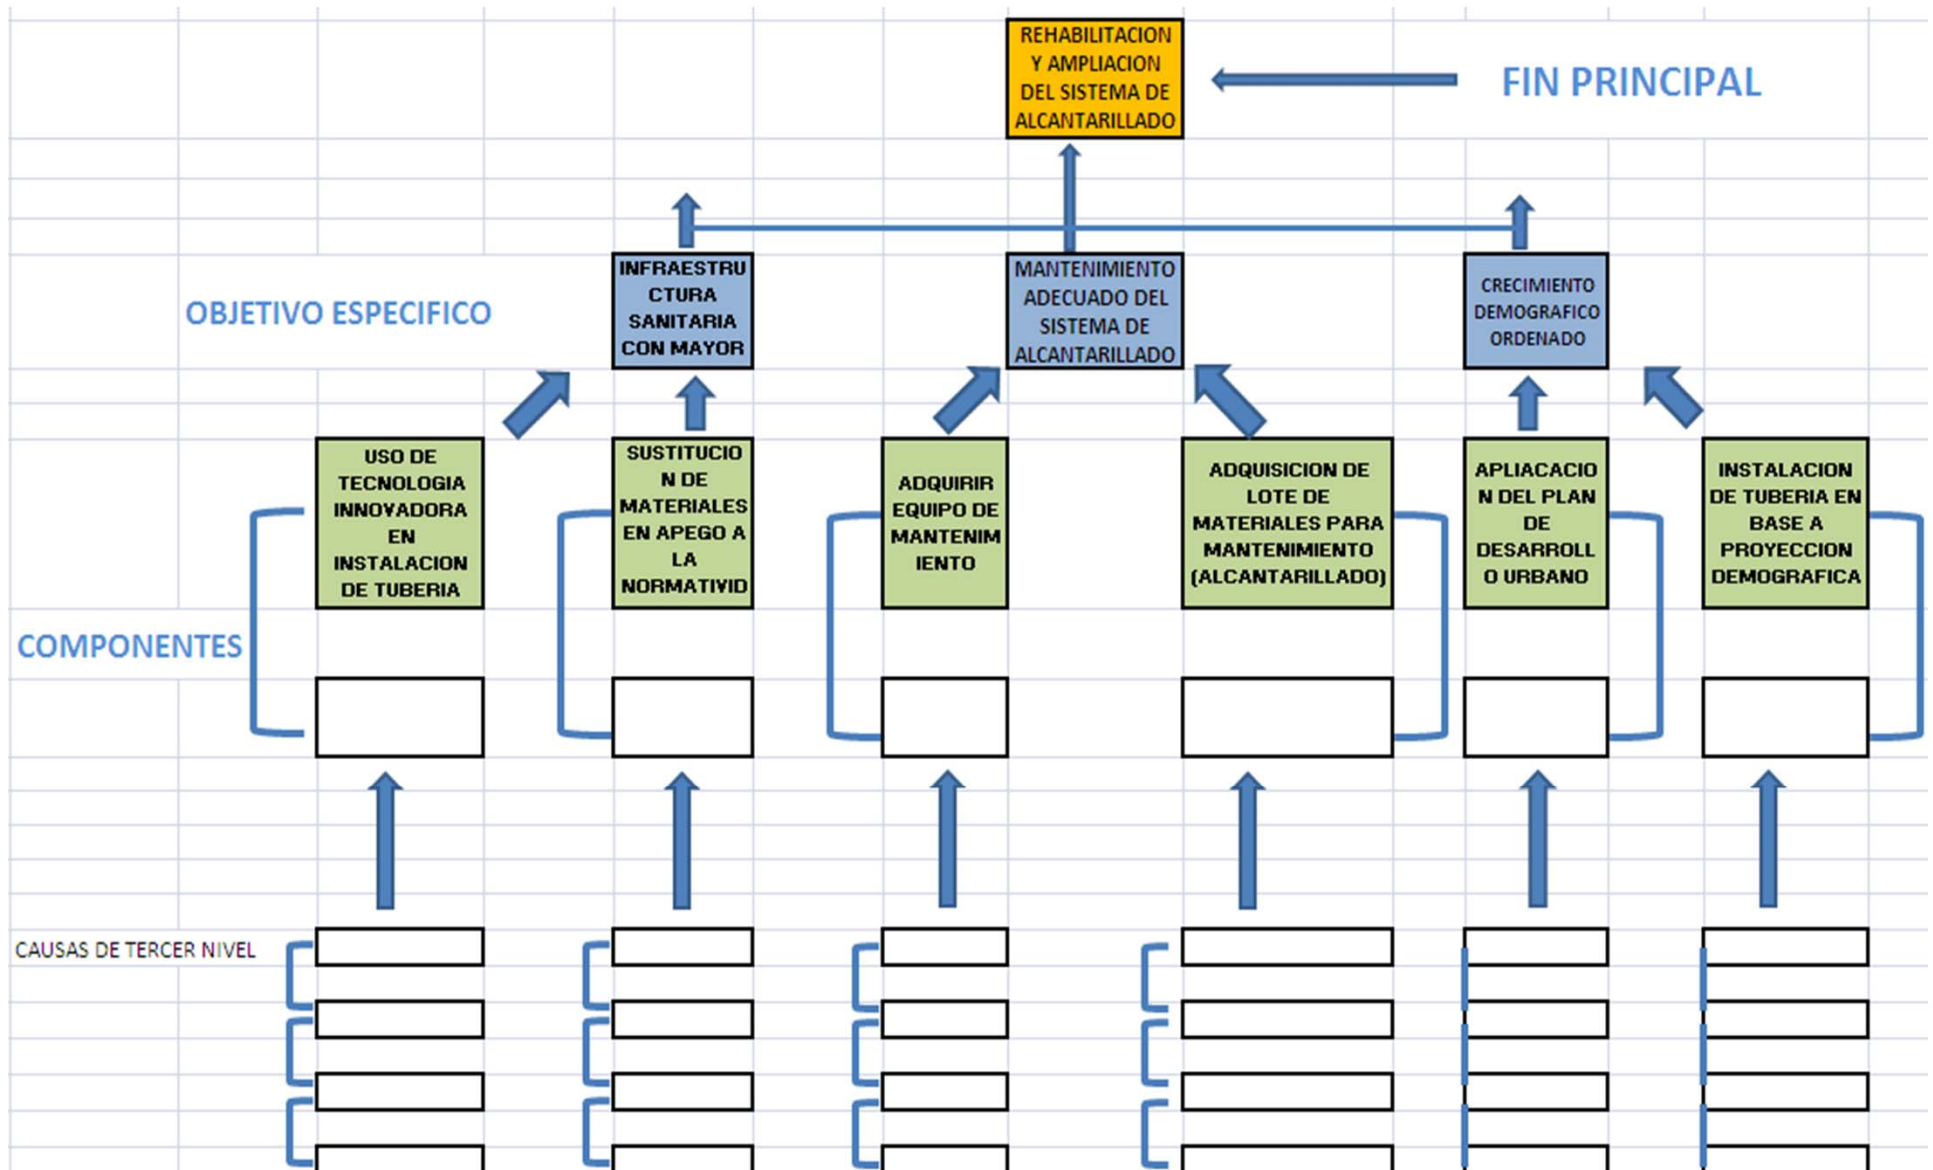 REHABILITACION
Y AMPLIACION
DEL SISTEMA DE
ALCANTARILLADO
FIN PRINCIPAL
OBJETIVO ESPECIFICO
INFRAESTRU
CTURA
SANITARIA
CON MAYOR
MANTENIMIENTO
ADECUADO DEL
SISTEMA DE
ALCANTARILLADO
CRECIMIENTO
DEMOGRAFICO
ORDENADO
USO DE
TECNOLOGIA
INNOVADORA
EN
INSTALACION
DE TUBERIA
SUSTITUCIO
N DE
MATERIALES
EN APEGO A
LA
NORMATIVID
ADQUIRIR
EQUIPO DE
MANTENIM
IENTO
ADQUISICION DE
LOTE DE
MATERIALES PARA
MANTENIMIENTO
(ALCANTARILLADO)
APLIACACIO
N DEL PLAN
DE
DESARROLL
O URBANO
INSTALACION
DE TUBERIA EN
BASE A
PROYECCION
DEMOGRAFICA
COMPONENTES
CAUSAS DE TERCER NIVEL